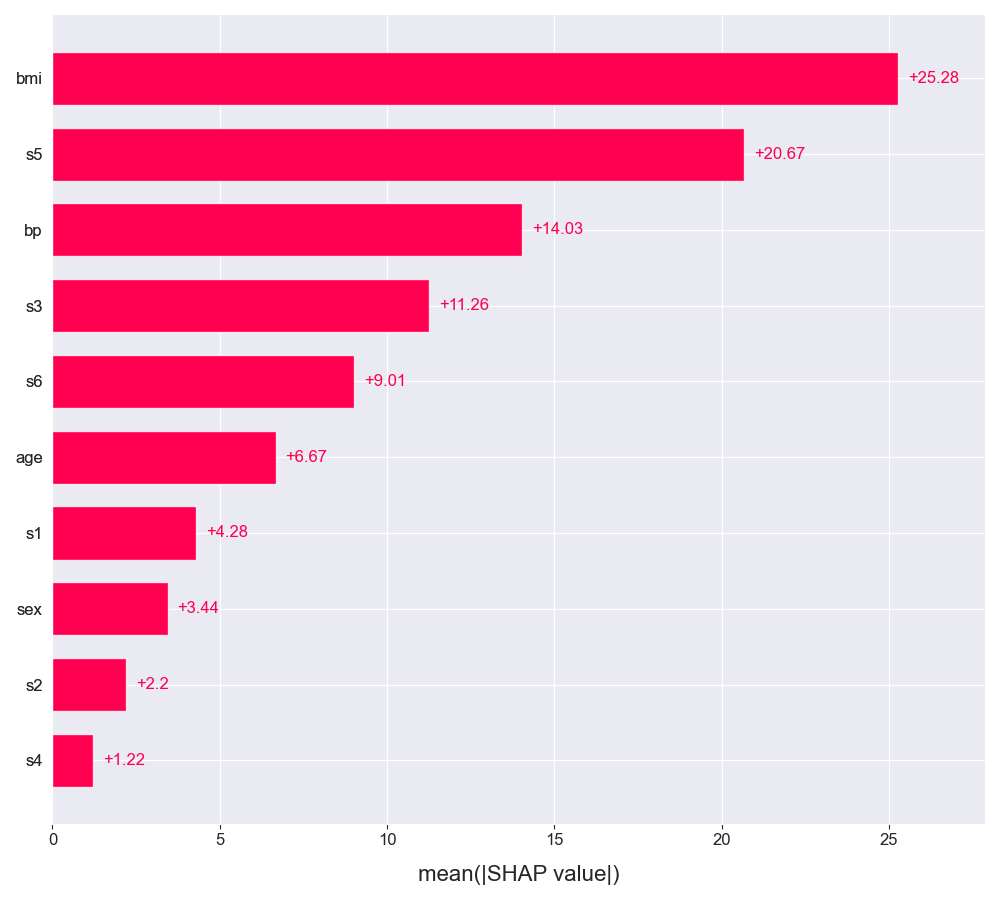 bmi +25.28
s5 +20.67
bp +14.03
s3 +11.26
s6 +9.01
age +6.67
s1 +4.28
sex +3.44
s2 +2.2
s4 +1.22
0 5 10 15 20 25
mean(|SHAP value|)